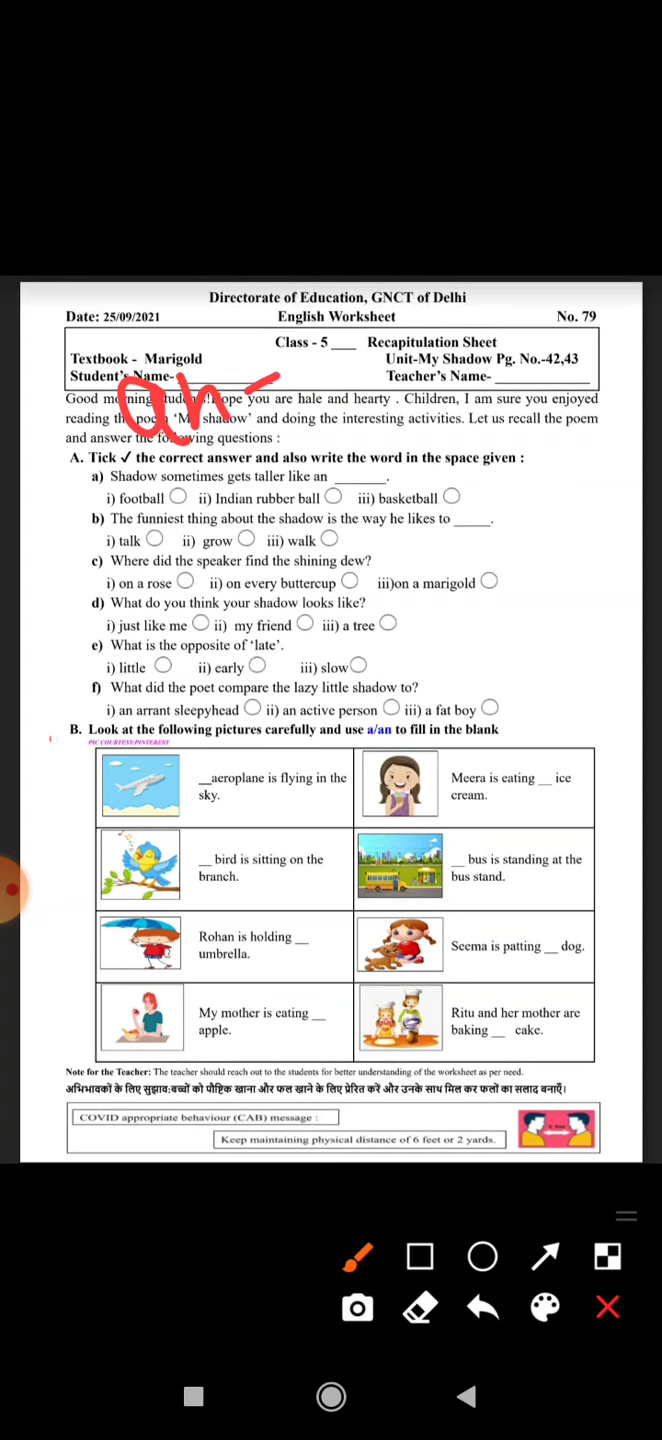 Directorate of Education, GNCT of Delhi
Date: 25/09/2021 English Worksheet No. 79
Class - 5 ____ Recapitulation Sheet
Textbook - Marigold Unit-My Shadow Pg. No.-42,43
Student's Name- Teacher's Name- ______________
an-
Good morning students!Hope you are hale and hearty . Children, I am sure you enjoyed
reading the poem 'My shadow' and doing the interesting activities. Let us recall the poem
and answer the following questions :
A. Tick ✓ the correct answer and also write the word in the space given :
a) Shadow sometimes gets taller like an ________.
i) football ii) Indian rubber ball iii) basketball
b) The funniest thing about the shadow is the way he likes to _____.
i) talk ii) grow iii) walk
c) Where did the speaker find the shining dew?
i) on a rose ii) on every buttercup iii)on a marigold
d) What do you think your shadow looks like?
i) just like me ii) my friend iii) a tree
e) What is the opposite of 'late'.
i) little ii) early iii) slow
f) What did the poet compare the lazy little shadow to?
i) an arrant sleepyhead ii) an active person iii) a fat boy
B. Look at the following pictures carefully and use a/an to fill in the blank
PIC COURTESY:PINTEREST
__aeroplane is flying in the
sky.
Meera is eating __ ice
cream.
__ bird is sitting on the
branch.
__ bus is standing at the
bus stand.
Rohan is holding __
umbrella.
Seema is patting __ dog.
My mother is eating __
apple.
Ritu and her mother are
baking __ cake.
Note for the Teacher: The teacher should reach out to the students for better understanding of the worksheet as per need.
अभिभावकों के लिए सुझाव:बच्चों को पौष्टिक खाना और फल खाने के लिए प्रेरित करें और उनके साथ मिल कर फलों का सलाद बनाएँ।
COVID appropriate behaviour (CAB) message :
Keep maintaining physical distance of 6 feet or 2 yards.